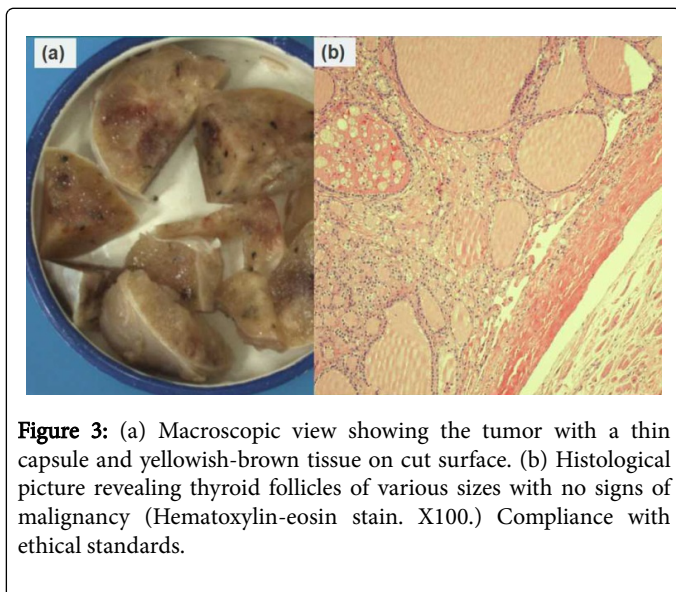 (a)
(b)
Figure 3: (a) Macroscopic view showing the tumor with a thin
capsule and yellowish-brown tissue on cut surface. (b) Histological
picture revealing thyroid follicles of various sizes with no signs of
malignancy (Hematoxylin-eosin stain. X100.) Compliance with
ethical standards.